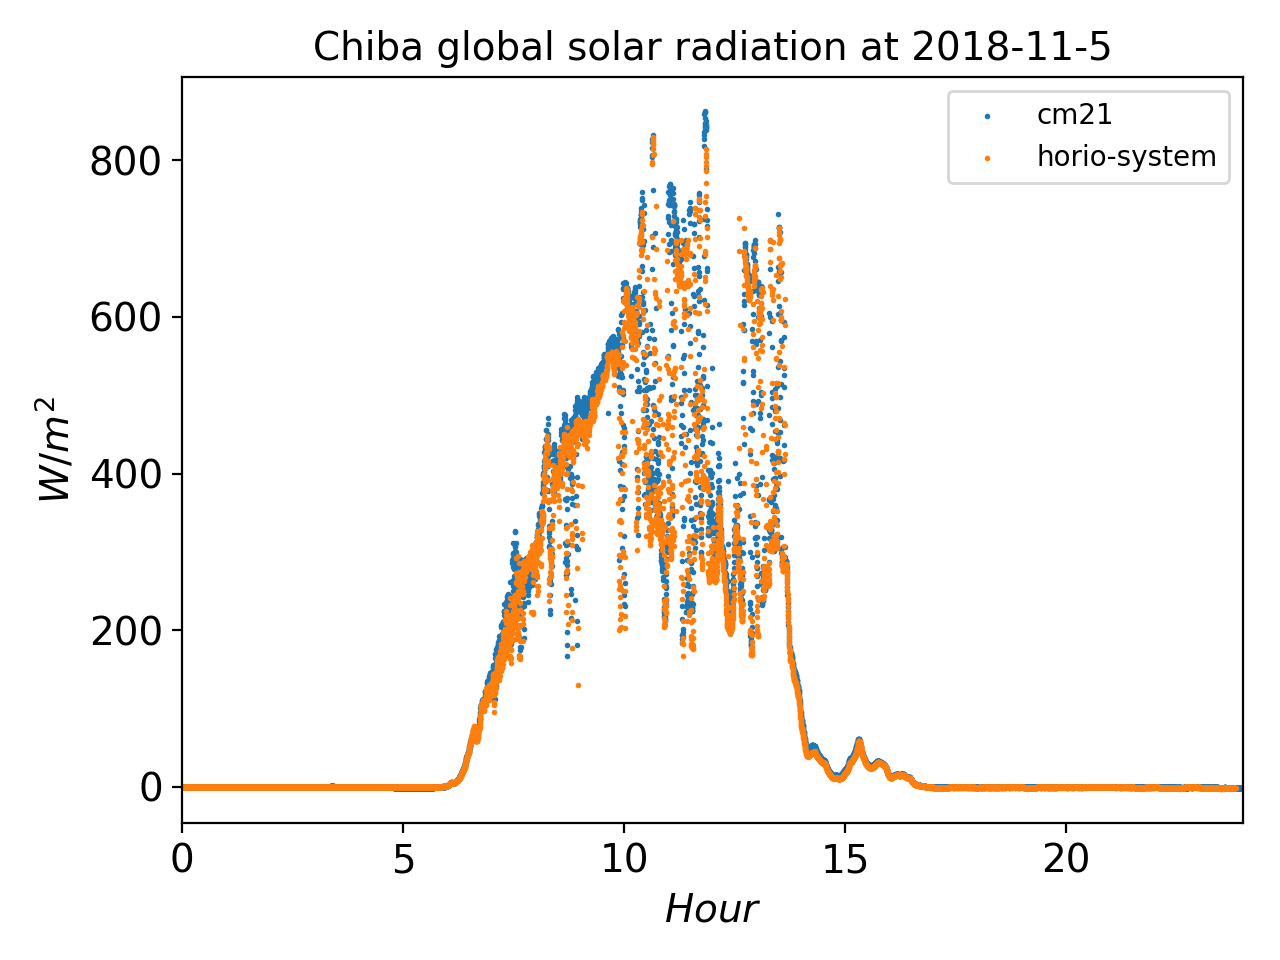 Chiba global solar radiation at 2018-11-5
cm21
horio-system
W/m²
800
600
400
200
0
0 5 10 15 20
Hour